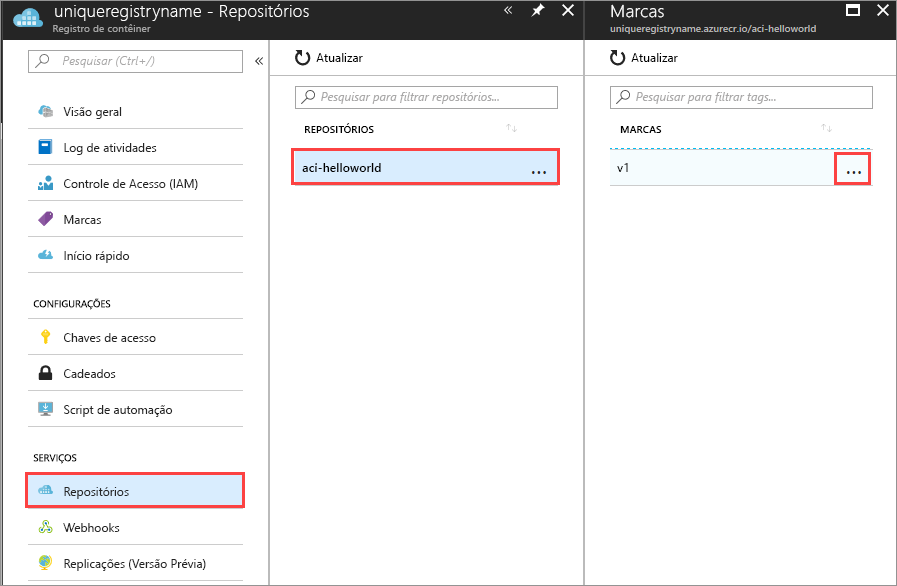 uniqueregistryname - Repositórios
Registro de contêiner
Pesquisar (Ctrl+/)
Visão geral
Log de atividades
Controle de Acesso (IAM)
Marcas
Início rápido
CONFIGURAÇÕES
Chaves de acesso
Cadeados
Script de automação
SERVIÇOS
Repositórios
Webhooks
Replicações (Versão Prévia)
Atualizar
Pesquisar para filtrar repositórios...
REPOSITÓRIOS
aci-helloworld
...
Marcas
uniqueregistryname.azurecr.io/aci-helloworld
Atualizar
Pesquisar para filtrar tags...
MARCAS
v1
...